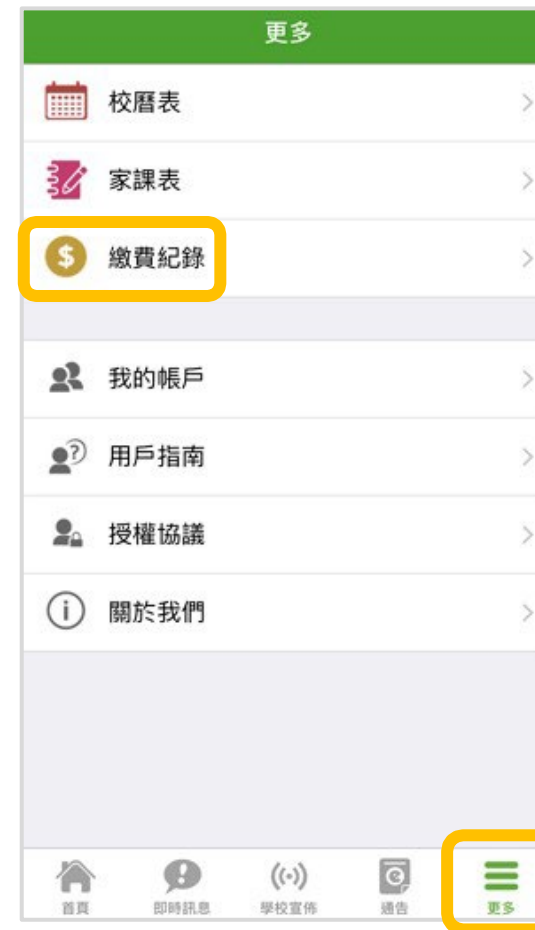 更多
校曆表
家課表
$ 繳費紀錄
我的帳戶
用戶指南
授權協議
關於我們
首頁 即時訊息 學校宣佈 通告 更多